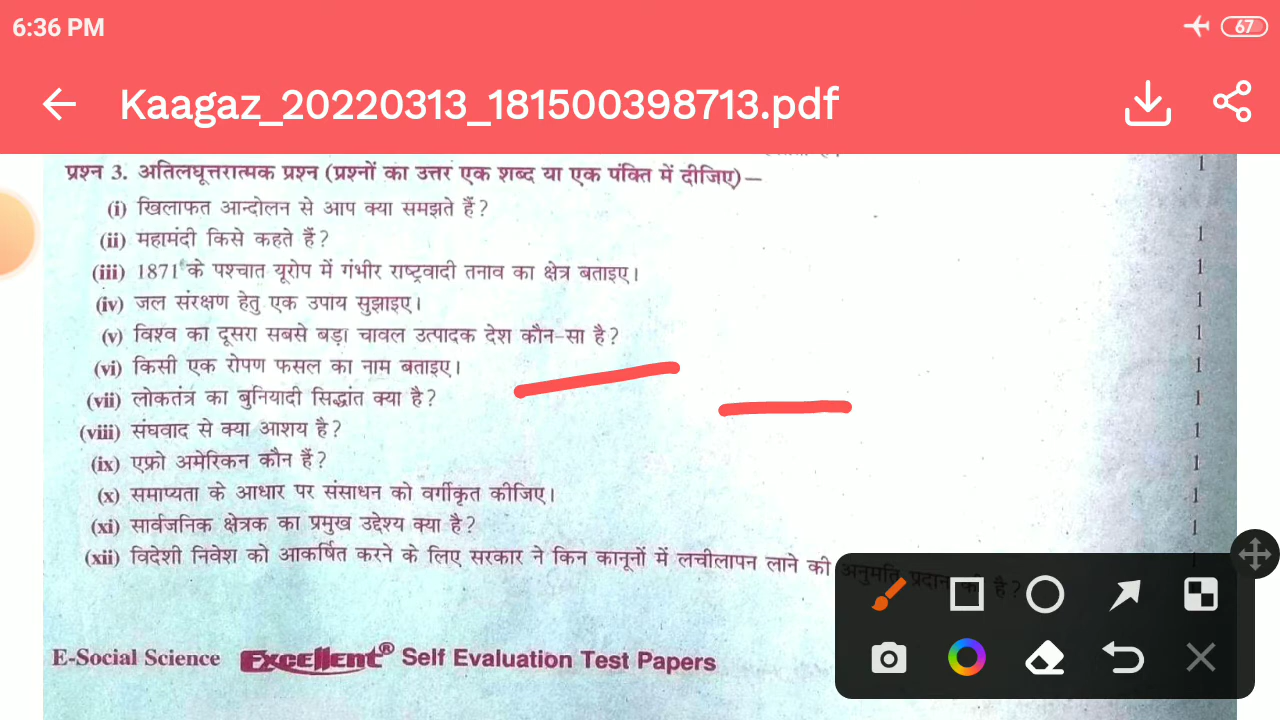 6:36 PM
67
Kaagaz_20220313_181500398713.pdf
प्रश्न 3. अतिलघूत्तरात्मक प्रश्न (प्रश्नों का उत्तर एक शब्द या एक पंक्ति में दीजिए)— 1
(i) खिलाफत आन्दोलन से आप क्या समझते हैं?
(ii) महामंदी किसे कहते हैं? 1
(iii) 1871 के पश्चात यूरोप में गंभीर राष्ट्रवादी तनाव का क्षेत्र बताइए। 1
(iv) जल संरक्षण हेतु एक उपाय सुझाइए। 1
(v) विश्व का दूसरा सबसे बड़ा चावल उत्पादक देश कौन-सा है? 1
(vi) किसी एक रोपण फसल का नाम बताइए। 1
(vii) लोकतंत्र का बुनियादी सिद्धांत क्या है? 1
(viii) संघवाद से क्या आशय है? 1
(ix) एफ्रो अमेरिकन कौन हैं? 1
(x) समाप्यता के आधार पर संसाधन को वर्गीकृत कीजिए। 1
(xi) सार्वजनिक क्षेत्रक का प्रमुख उद्देश्य क्या है? 1
(xii) विदेशी निवेश को आकर्षित करने के लिए सरकार ने किन कानूनों में लचीलापन लाने की अनुमति प्रदान की है?
E-Social Science Excellent® Self Evaluation Test Papers